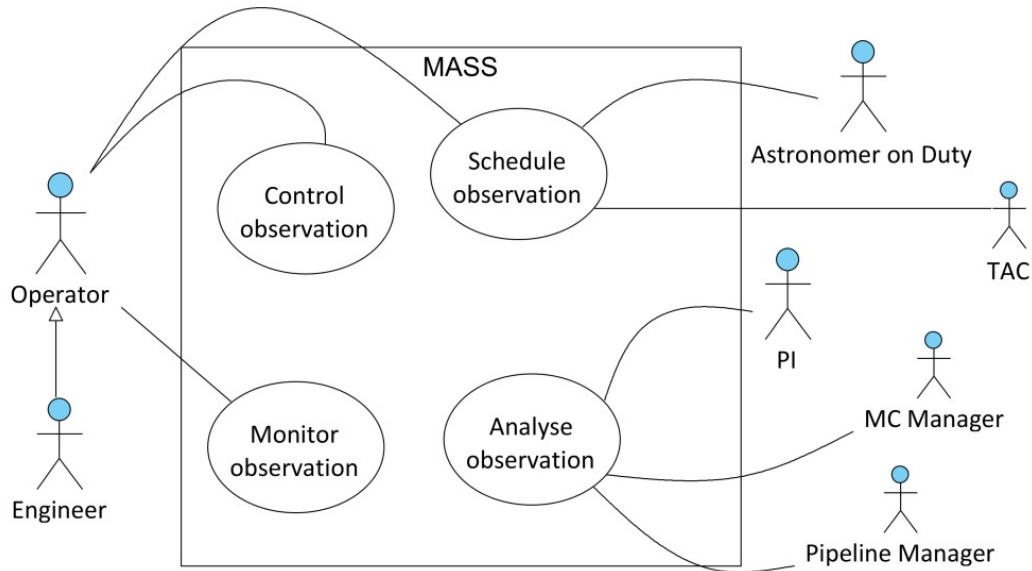 MASS
Schedule
observation
Astronomer on Duty
Control
observation
TAC
Operator
PI
Monitor
observation
Analyse
observation
MC Manager
Engineer
Pipeline Manager